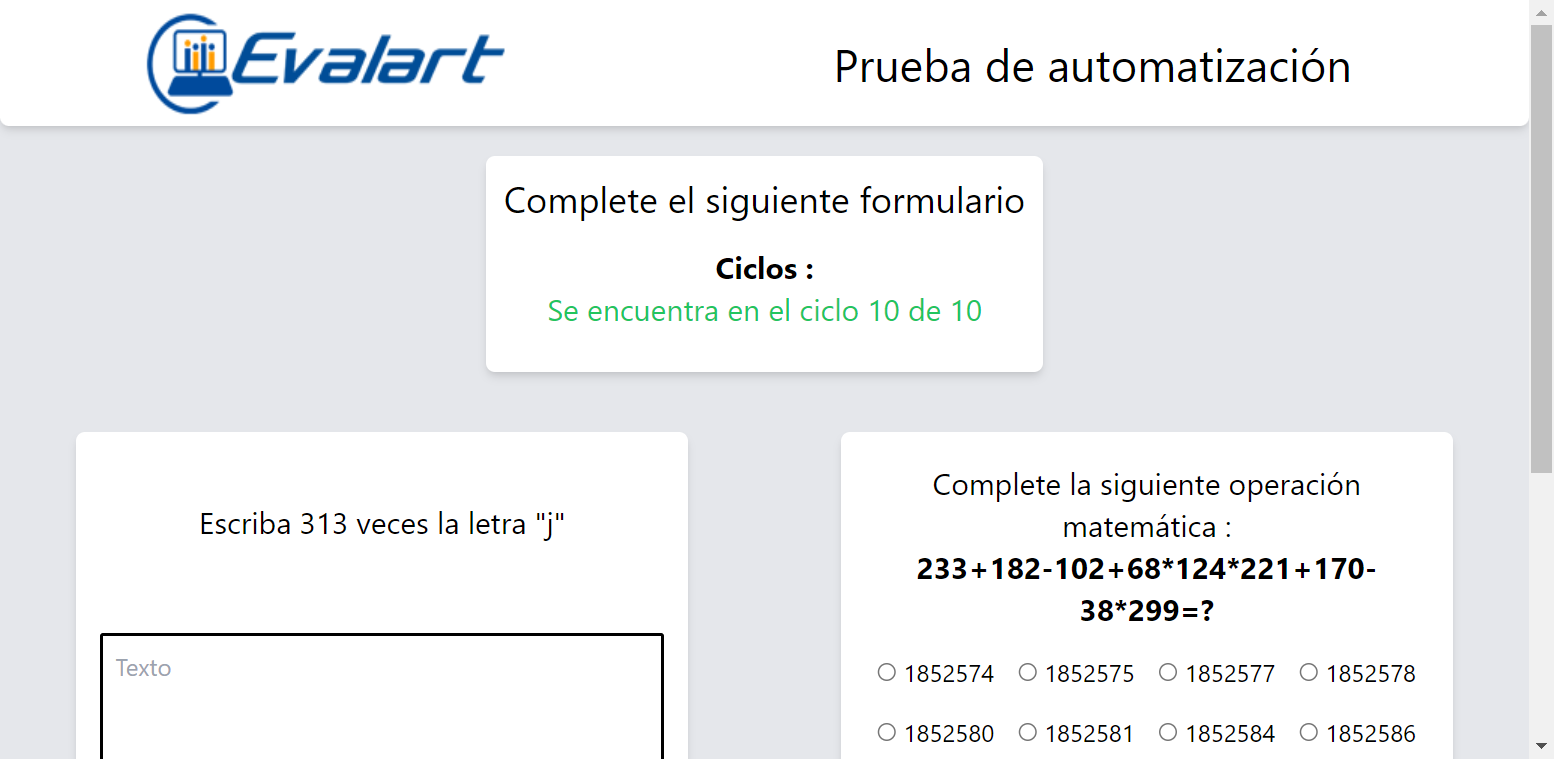 Evalart
Prueba de automatización
Complete el siguiente formulario
Ciclos :
Se encuentra en el ciclo 10 de 10
Escriba 313 veces la letra "j"
Texto
Complete la siguiente operación
matemática :
233+182-102+68*124*221+170-
38*299=?
1852574 1852575 1852577 1852578
1852580 1852581 1852584 1852586